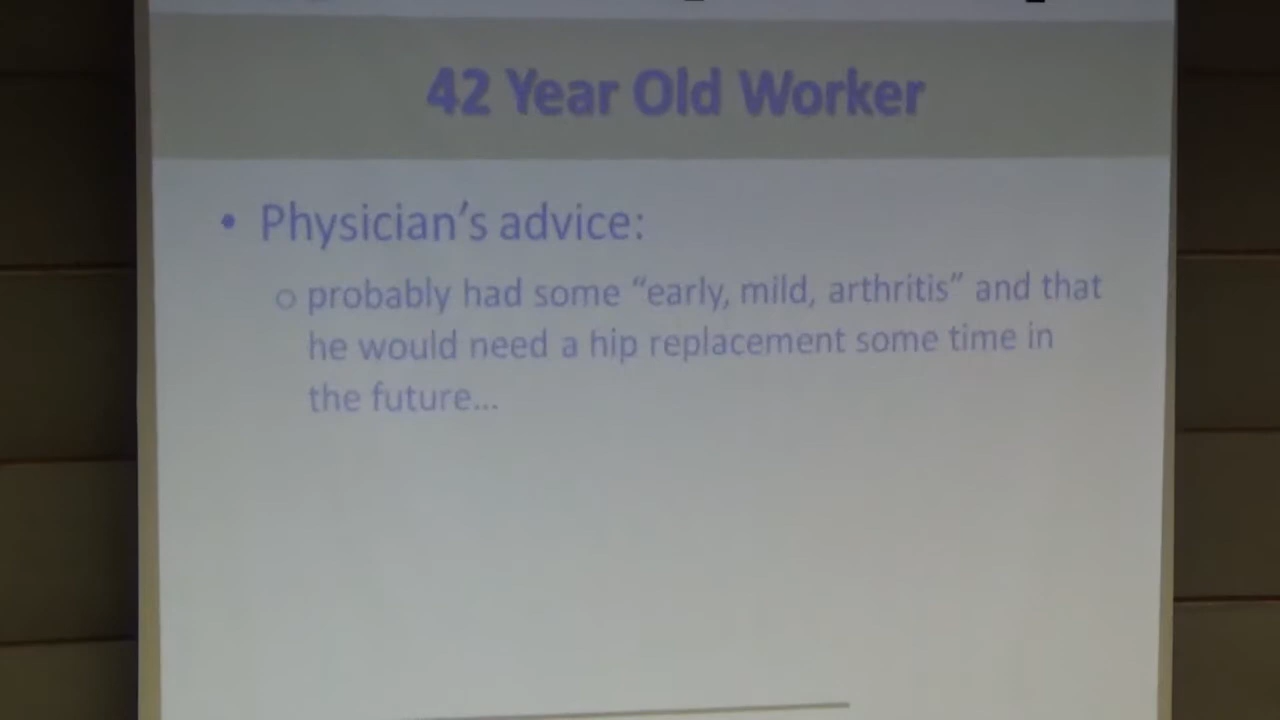 42 Year Old Worker
• Physician's advice:
o probably had some “early, mild, arthritis” and that
he would need a hip replacement some time in
the future...